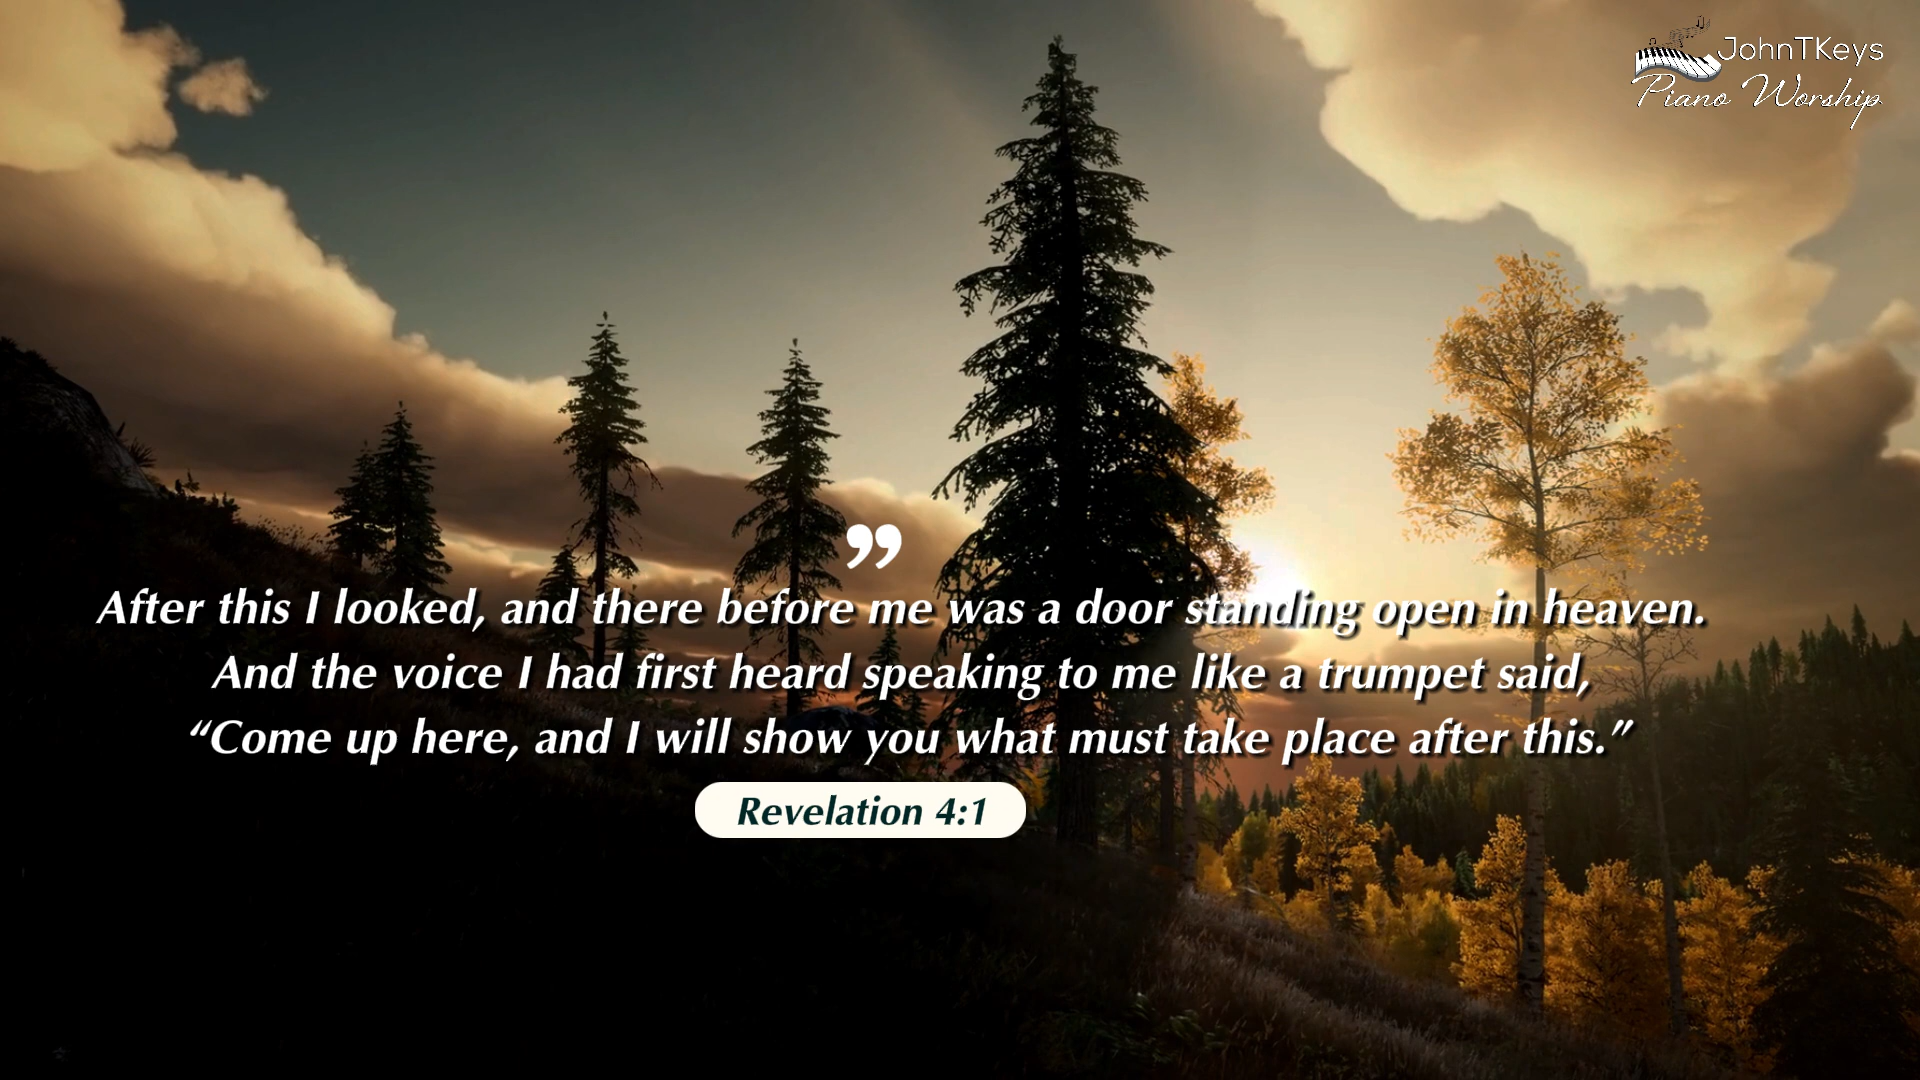 JohnTKeys
Piano Worship
”
After this I looked, and there before me was a door standing open in heaven.
And the voice I had first heard speaking to me like a trumpet said,
“Come up here, and I will show you what must take place after this.”
Revelation 4:1